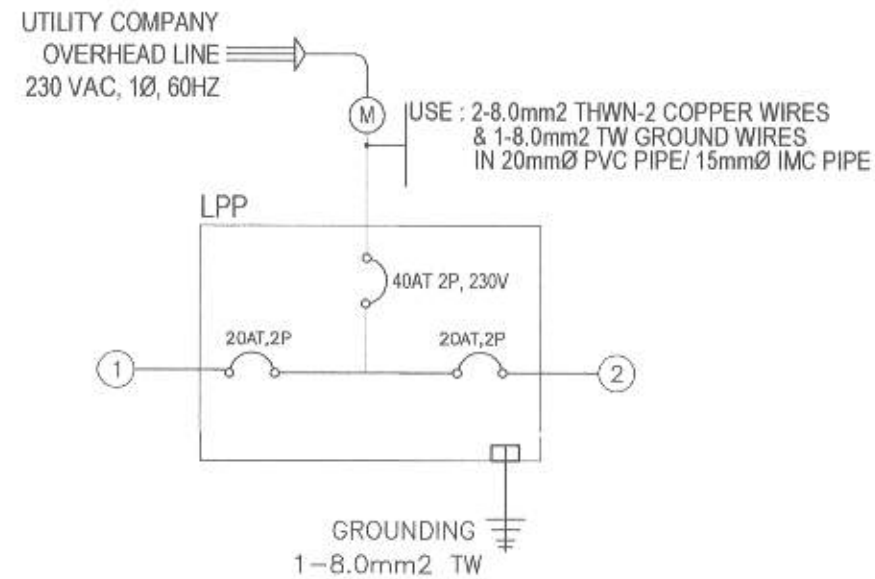 UTILITY COMPANY
OVERHEAD LINE
230 VAC, 1Ø, 60HZ
M
USE : 2-8.0mm2 THWN-2 COPPER WIRES
& 1-8.0mm2 TW GROUND WIRES
IN 20mmØ PVC PIPE/ 15mmØ IMC PIPE
LPP
40AT 2P, 230V
20AT,2P
20AT,2P
1
2
GROUNDING
1-8.0mm2 TW